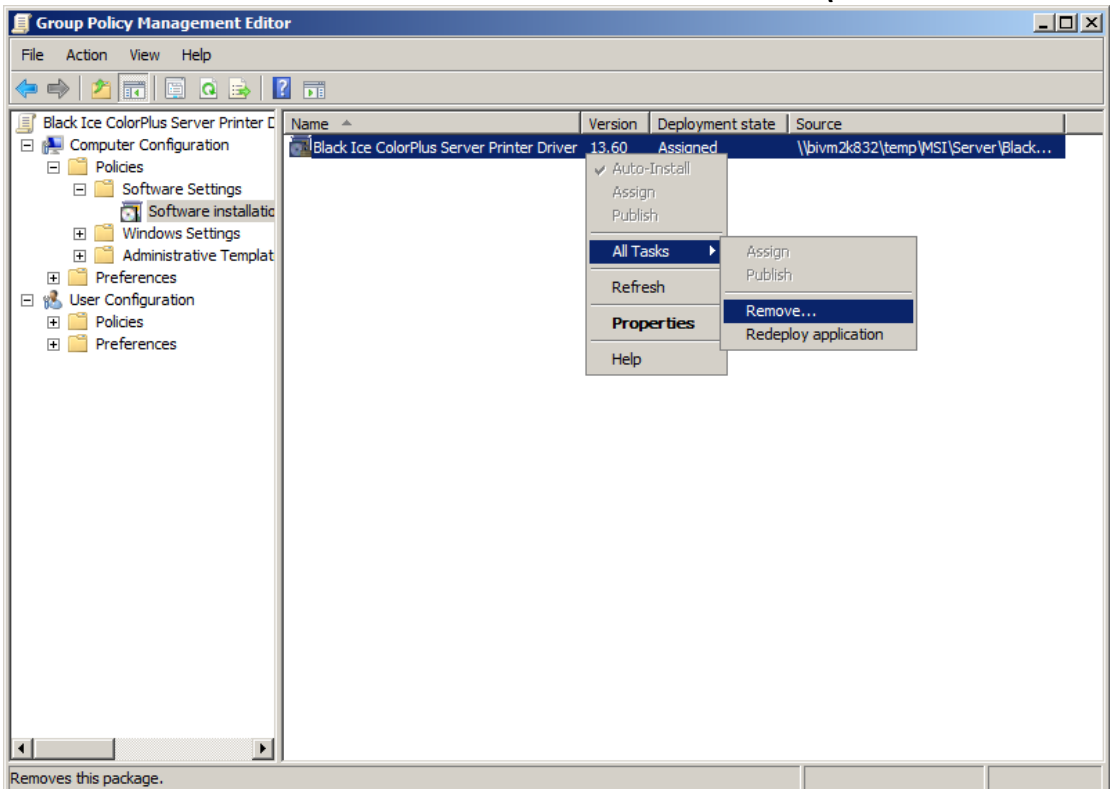 Group Policy Management Editor
File Action View Help
Black Ice ColorPlus Server Printer D
Computer Configuration
Policies
Software Settings
Software installatio
Windows Settings
Administrative Templat
Preferences
User Configuration
Policies
Preferences
Name Version Deployment state Source
Black Ice ColorPlus Server Printer Driver 13.60 Assigned \\bivm2k832\temp\MSI\Server\Black...
Auto-Install
Assign
Publish
All Tasks
Refresh
Properties
Help
Assign
Publish
Remove...
Redeploy application
Removes this package.